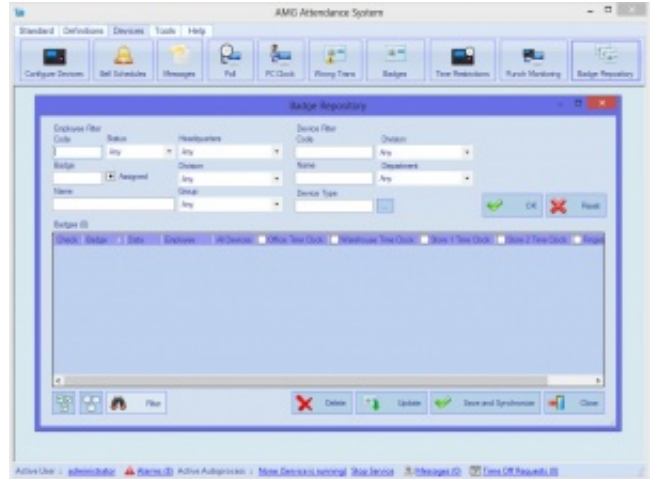 AMG Attendance System
Standard Definitions Devices Tools Help
Configure Devices Bell Schedules Messages Poll PC Clock Wrong Trans Badges Time Restrictions Punch Monitoring Badge Repository
Badge Repository
Employee Filter Device Filter
Code Status Headquarters Code Division
Any Any Any
Badge Division Name Department
Assigned Any Any
Name Group Device Type
Any ... OK Reset
Badges (0)
Check Badge Date Employee All Devices Office Time Clock Warehouse Time Clock Store 1 Time Clock Store 2 Time Clock
Filter Delete Update Save and Synchronize Close
Active User : administrator Alarms (0) Active Autoprocess : None (Service is running) Stop Service Messages (0) Time Off Requests (0)